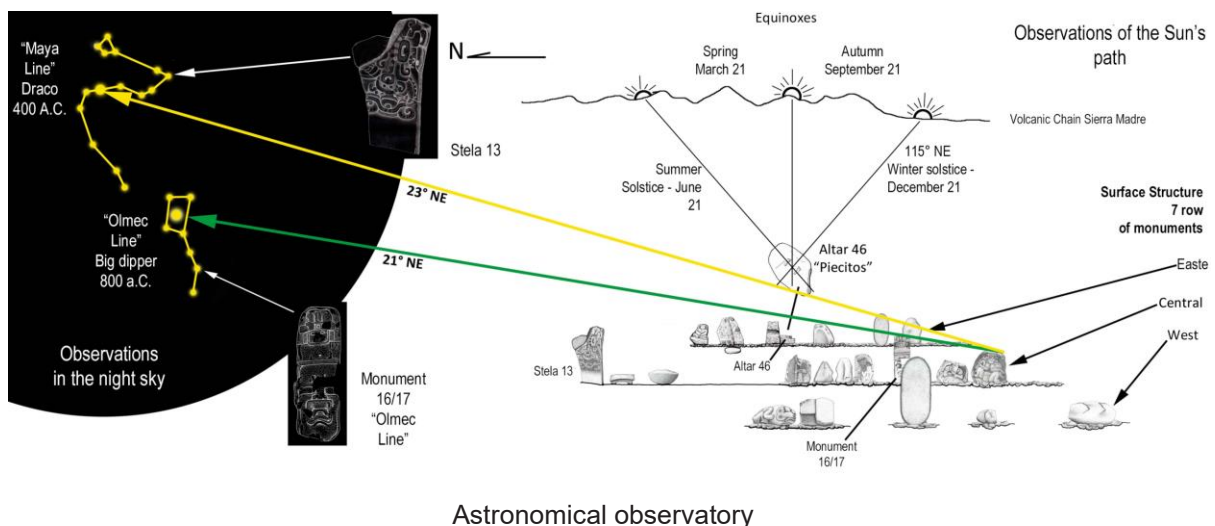 "Maya
Line"
Draco
400 A.C.
N
Stela 13
Equinoxes
Spring
March 21
Autumn
September 21
Observations of the Sun's
path
Volcanic Chain Sierra Madre
Summer
Solstice - June
21
115° NE
Winter solstice -
December 21
23° NE
21° NE
"Olmec
Line"
Big dipper
800 a.C.
Observations
in the night sky
Monument
16/17
"Olmec
Line"
Altar 46
"Piecitos"
Surface Structure
7 row
of monuments
Easte
Central
West
Stela 13
Altar 46
Monument
16/17
Astronomical observatory